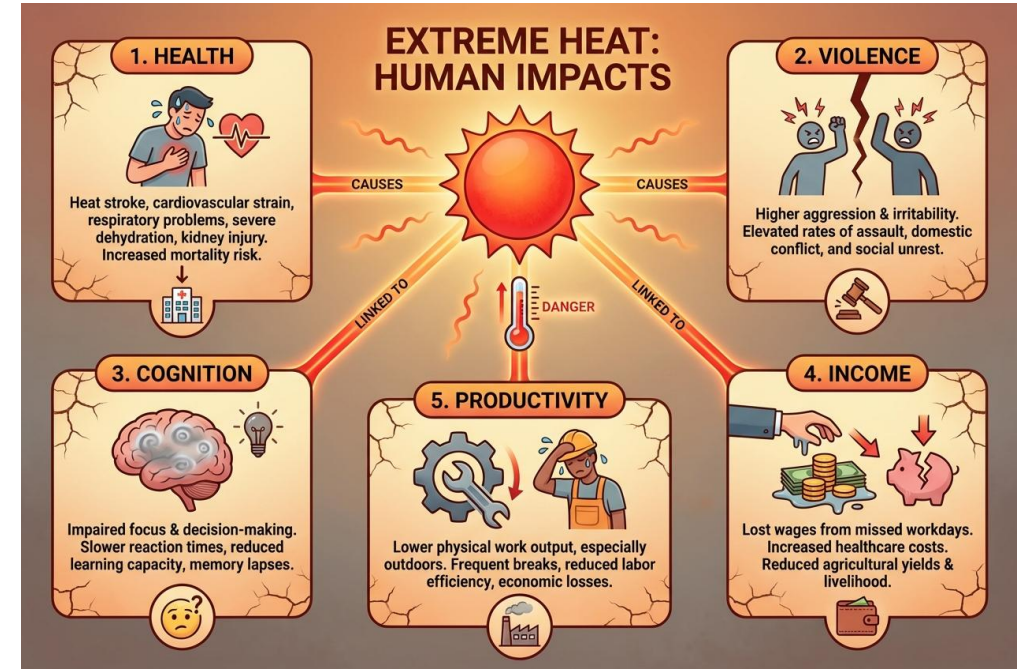 EXTREME HEAT:
HUMAN IMPACTS
1. HEALTH
Heat stroke, cardiovascular strain,
respiratory problems, severe
dehydration, kidney injury.
Increased mortality risk.
CAUSES
CAUSES
2. VIOLENCE
Higher aggression & irritability.
Elevated rates of assault, domestic
conflict, and social unrest.
LINKED TO
DANGER
LINKED TO
3. COGNITION
Impaired focus & decision-making.
Slower reaction times, reduced
learning capacity, memory lapses.
4. INCOME
Lost wages from missed workdays.
Increased healthcare costs.
Reduced agricultural yields &
livelihood.
5. PRODUCTIVITY
Lower physical work output, especially
outdoors. Frequent breaks, reduced labor
efficiency, economic losses.
?